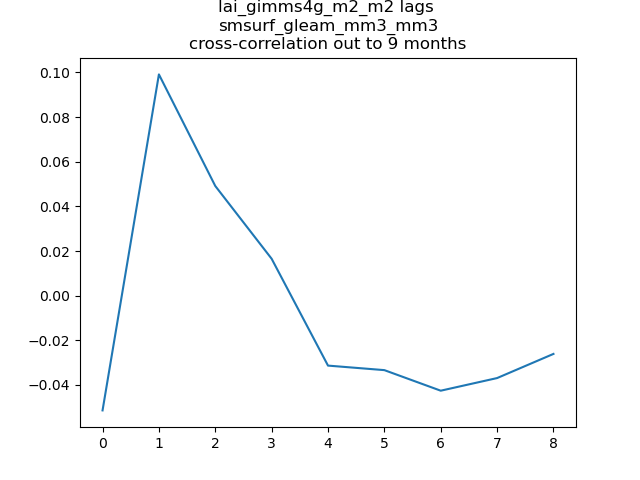 lai_gimms4g_m2_m2 lags
smsurf_gleam_mm3_mm3
cross-correlation out to 9 months
0.10
0.08
0.06
0.04
0.02
0.00
−0.02
−0.04
0 1 2 3 4 5 6 7 8